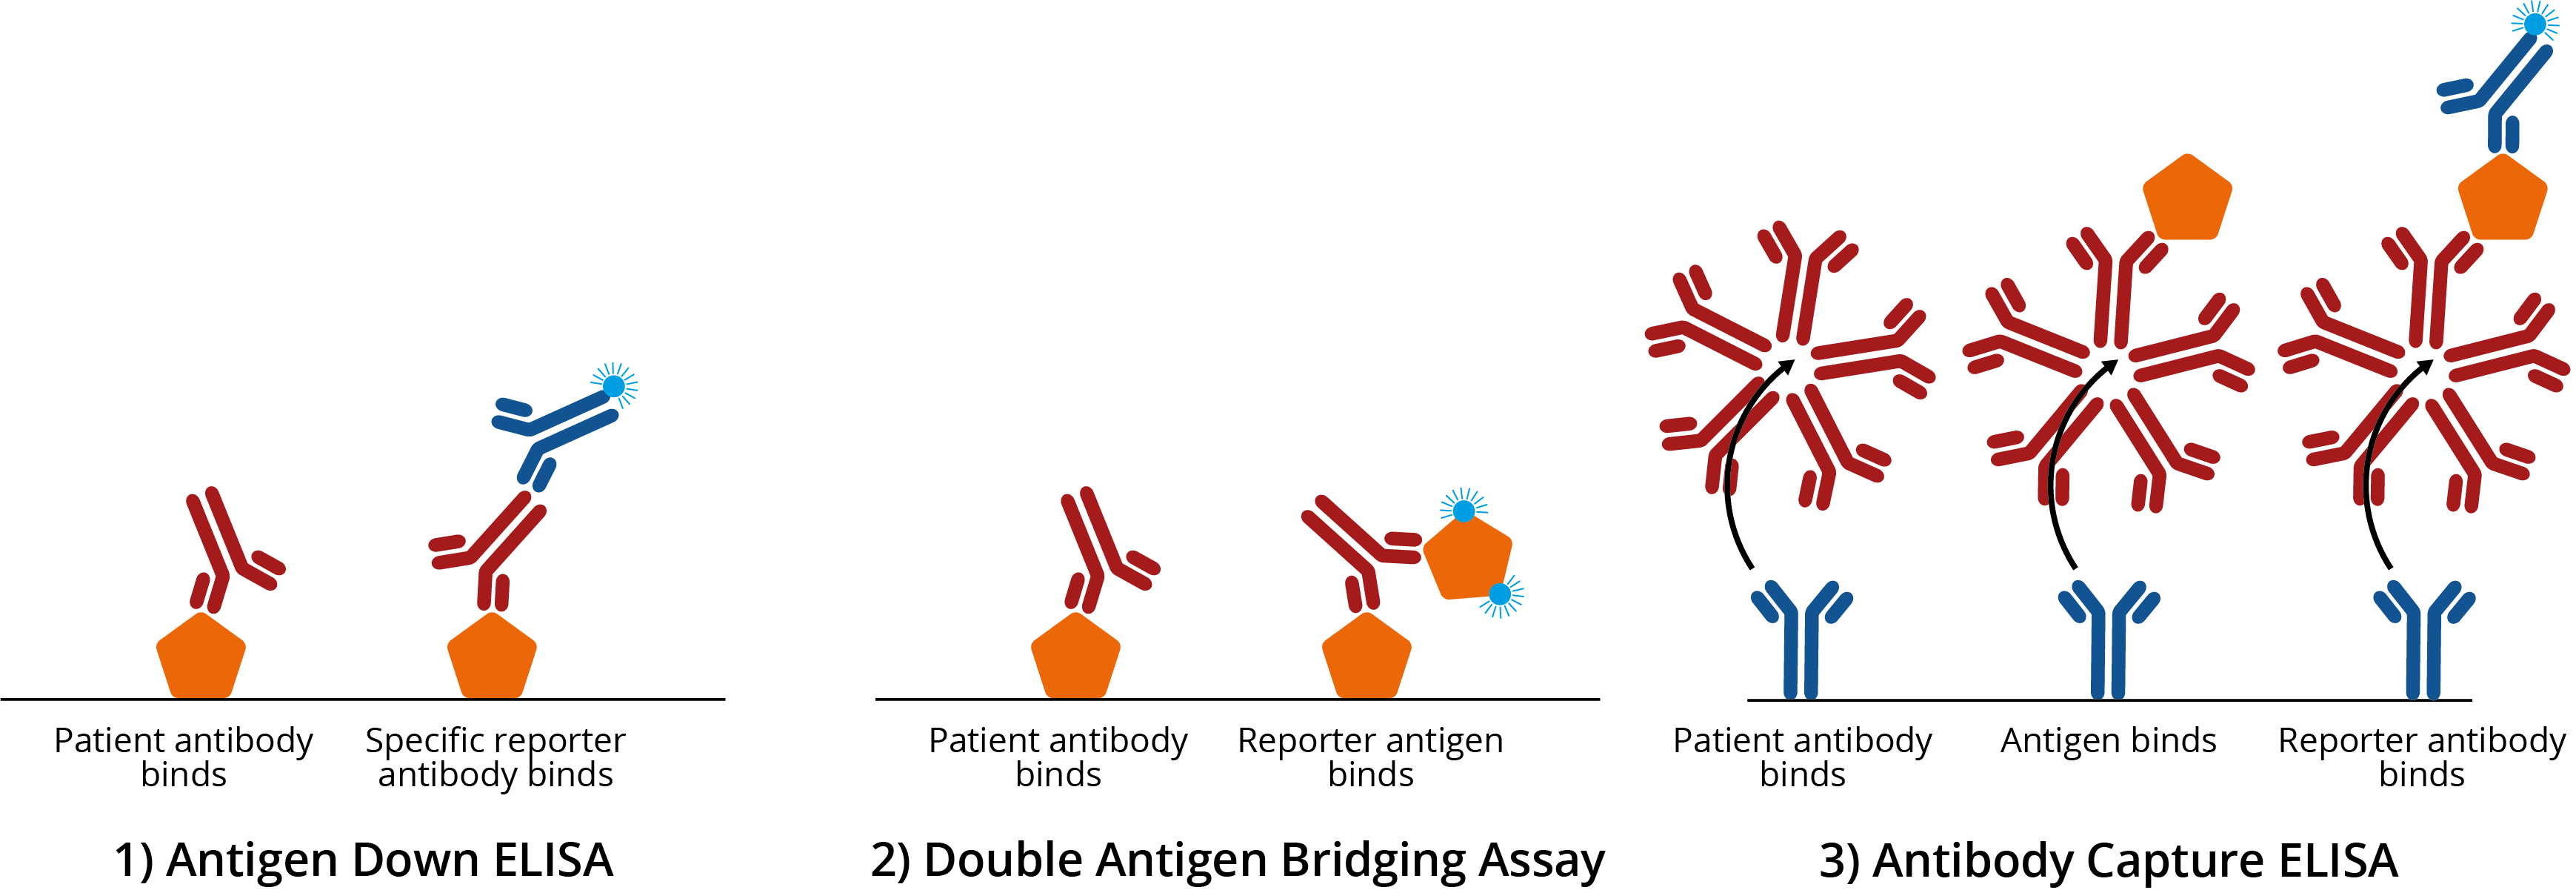 Patient antibody
binds
Specific reporter
antibody binds
1) Antigen Down ELISA
Patient antibody
binds
Reporter antigen
binds
2) Double Antigen Bridging Assay
Patient antibody
binds
Antigen binds
Reporter antibody
binds
3) Antibody Capture ELISA